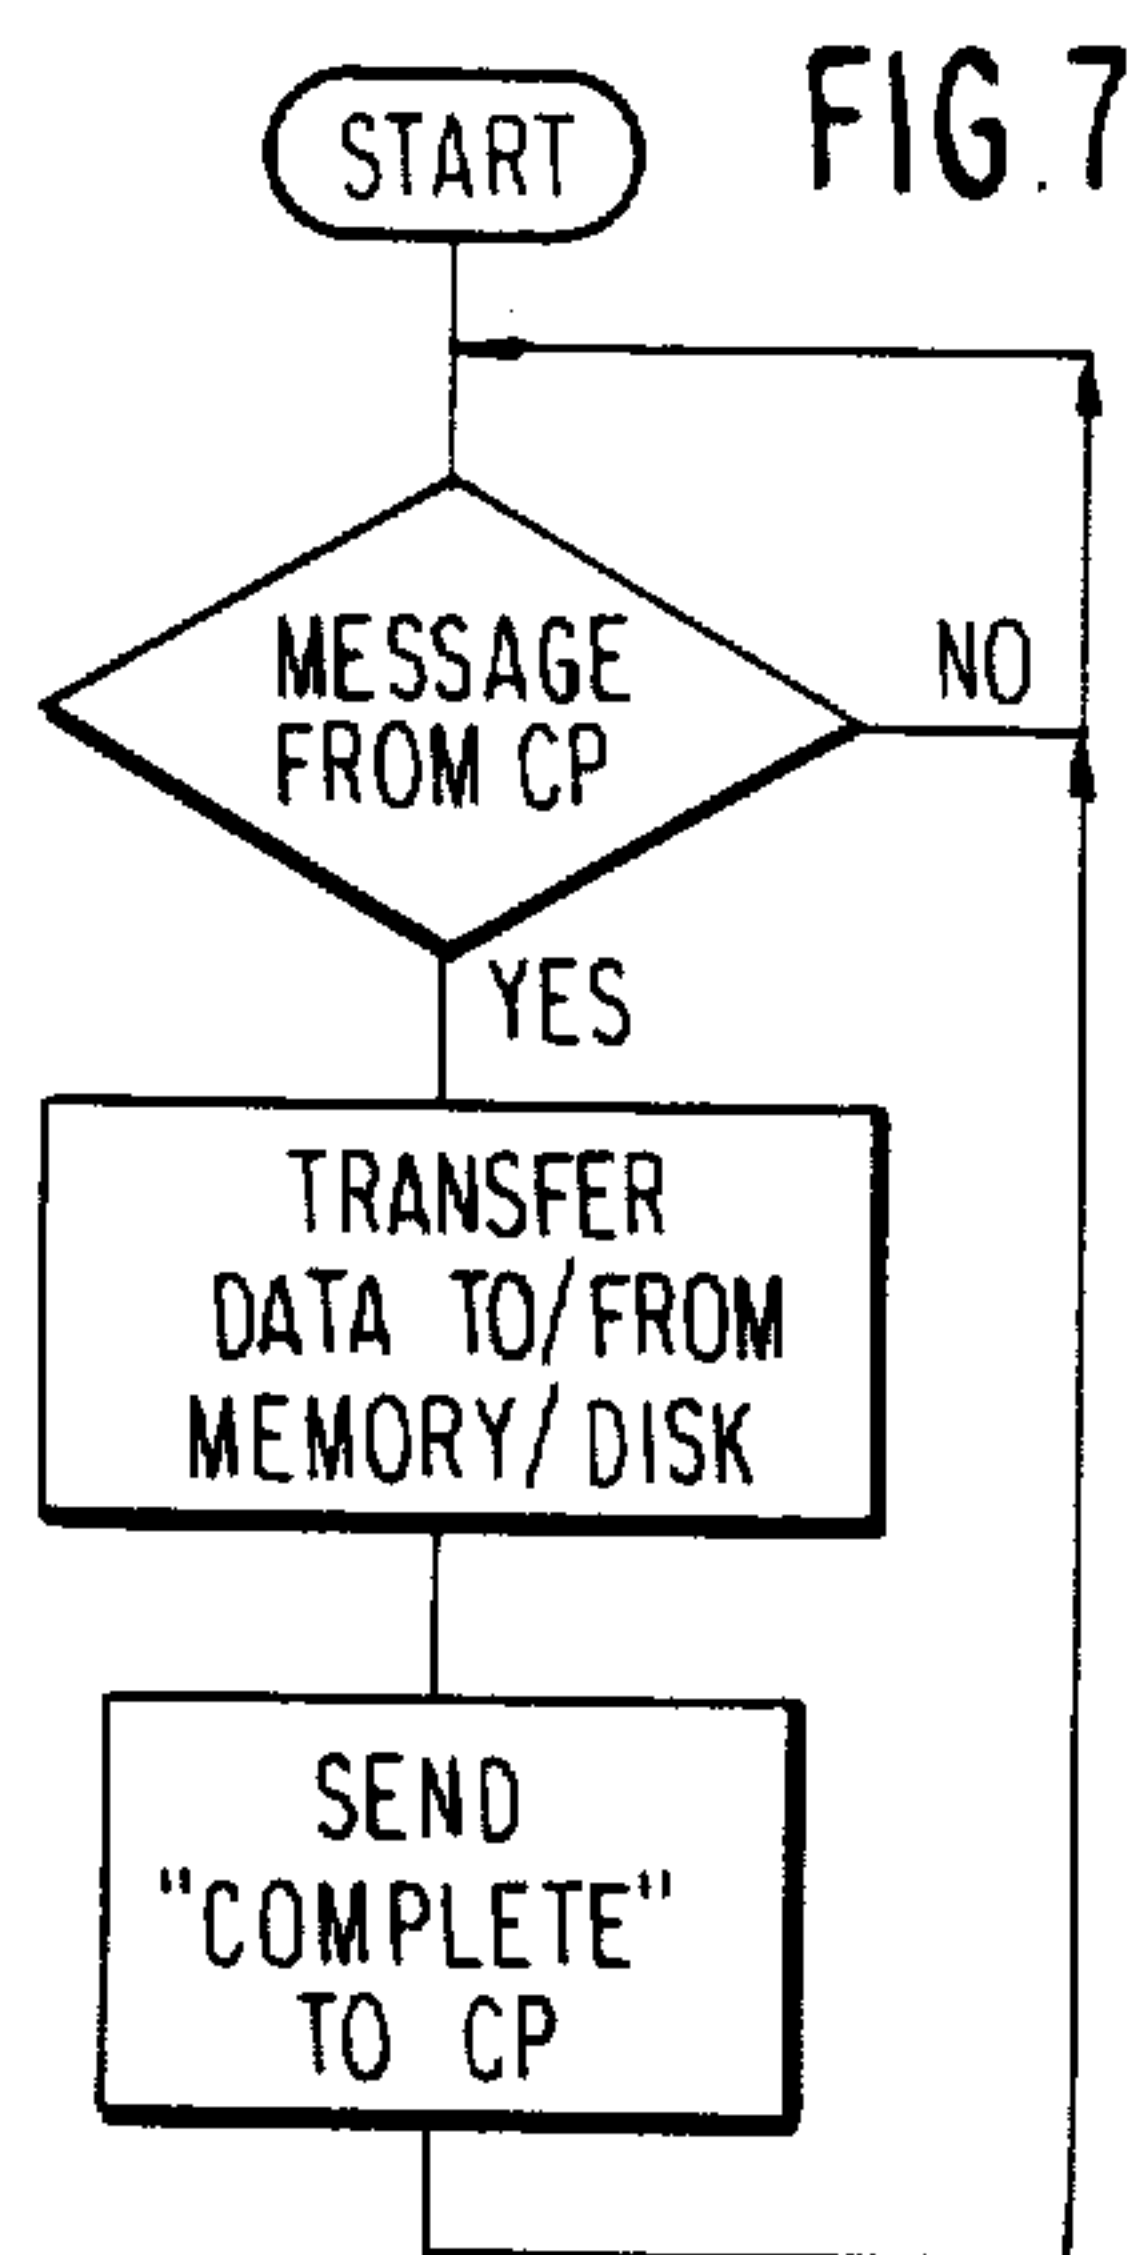 FIG.7
START
MESSAGE
FROM CP
NO
YES
TRANSFER
DATA TO/FROM
MEMORY/DISK
SEND
"COMPLETE"
TO CP